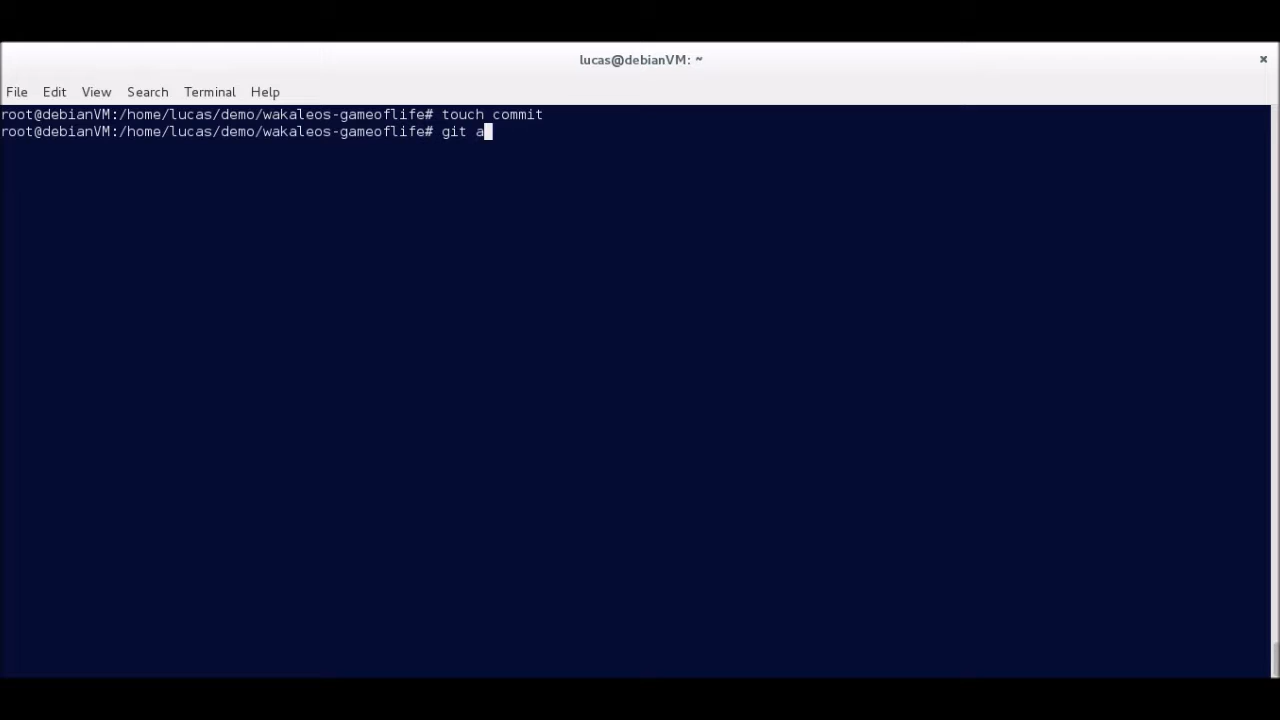 lucas@debianVM: ~
×
File Edit View Search Terminal Help
root@debianVM:/home/lucas/demo/wakaleos-gameoflife# touch commit
root@debianVM:/home/lucas/demo/wakaleos-gameoflife# git a